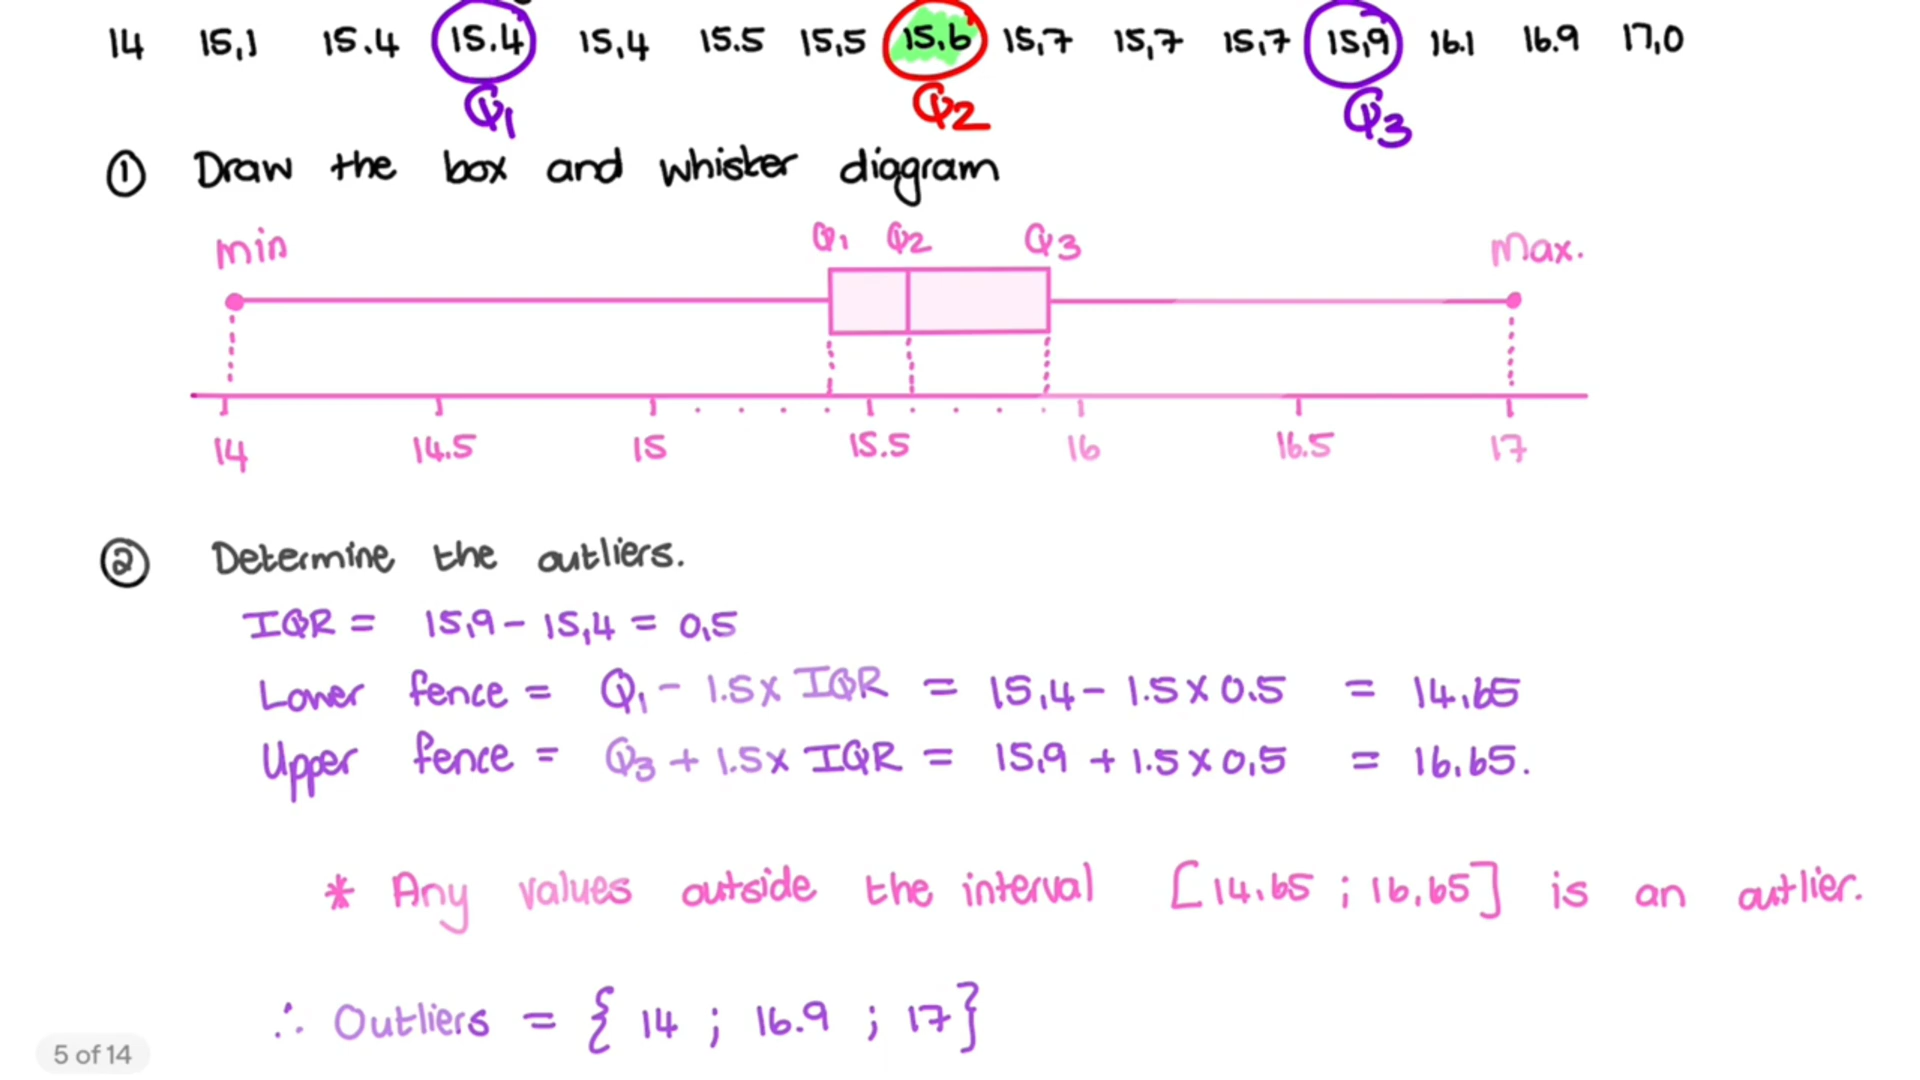 14 15,1 15.4 15.4 15,4 15.5 15,5 15,6 15,7 15,7 15,7 15,9 16.1 16.9 17,0
Q1 Q2 Q3
① Draw the box and whisker diagram
min Q1 Q2 Q3 Max.
14 14.5 15 15.5 16 16.5 17
② Determine the outliers.
IQR = 15,9 - 15,4 = 0,5
Lower fence = Q1 - 1.5 x IQR = 15,4 - 1.5 x 0.5 = 14.65
Upper fence = Q3 + 1.5 x IQR = 15,9 + 1.5 x 0,5 = 16.65.
* Any values outside the interval [14.65 ; 16.65] is an outlier.
∴ Outliers = { 14 ; 16.9 ; 17}
5 of 14